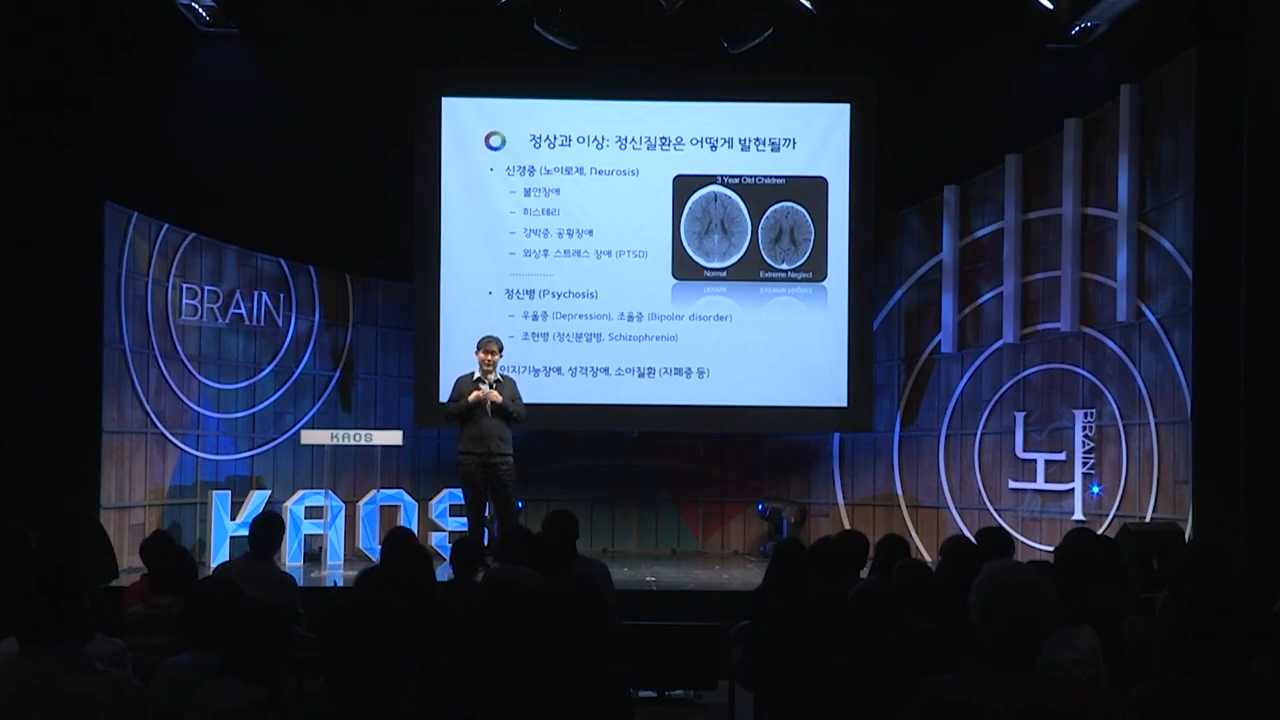 정상과 이상: 정신질환은 어떻게 발현될까
• 신경증 (노이로제, Neurosis)
– 불안장애
– 히스테리
– 강박증, 공황장애
– 외상후 스트레스 장애 (PTSD)
...............
3 Year Old Children
Normal
Extreme Neglect
• 정신병 (Psychosis)
– 우울증 (Depression), 조울증 (Bipolar disorder)
– 조현병 (정신분열병, Schizophrenia)
인지기능장애, 성격장애, 소아질환 (자폐증 등)
BRAIN
KAOS
KAOS
뇌
BRAIN